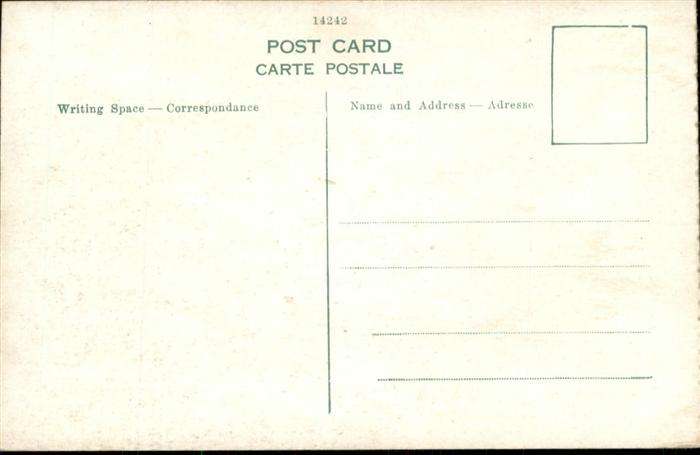 14242
POST CARD
CARTE POSTALE
Writing Space — Correspondance
Name and Address — Adresse